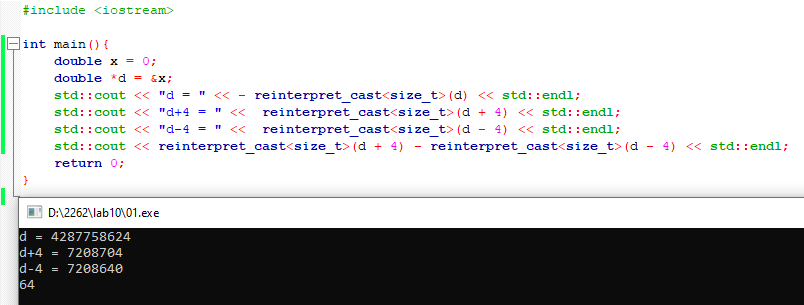 #include <iostream>
int main(){
double x = 0;
double *d = &x;
std::cout << "d = " << - reinterpret_cast<size_t>(d) << std::endl;
std::cout << "d+4 = " <<  reinterpret_cast<size_t>(d + 4) << std::endl;
std::cout << "d-4 = " <<  reinterpret_cast<size_t>(d - 4) << std::endl;
std::cout << reinterpret_cast<size_t>(d + 4) - reinterpret_cast<size_t>(d - 4) << std::endl;
return 0;
}
D:\2262\lab10\01.exe
d = 4287758624
d+4 = 7208704
d-4 = 7208640
64